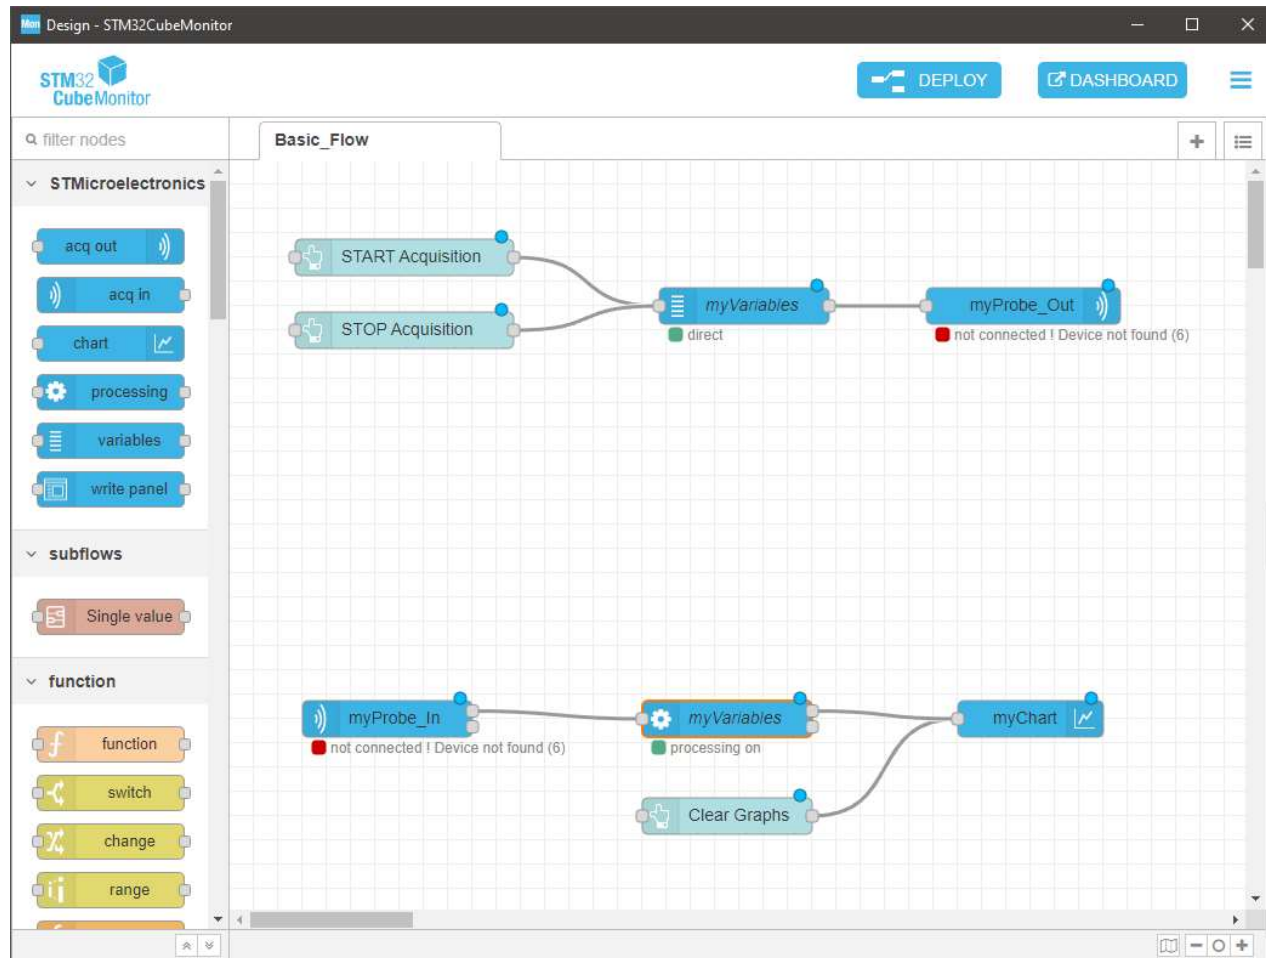 Mon Design - STM32CubeMonitor
STM32
CubeMonitor
DEPLOY
DASHBOARD
filter nodes
Basic_Flow
STMicroelectronics
acq out
acq in
chart
processing
variables
write panel
subflows
Single value
function
function
switch
change
range
START Acquisition
STOP Acquisition
myVariables
direct
myProbe_Out
not connected ! Device not found (6)
myProbe_In
not connected ! Device not found (6)
myVariables
processing on
myChart
Clear Graphs